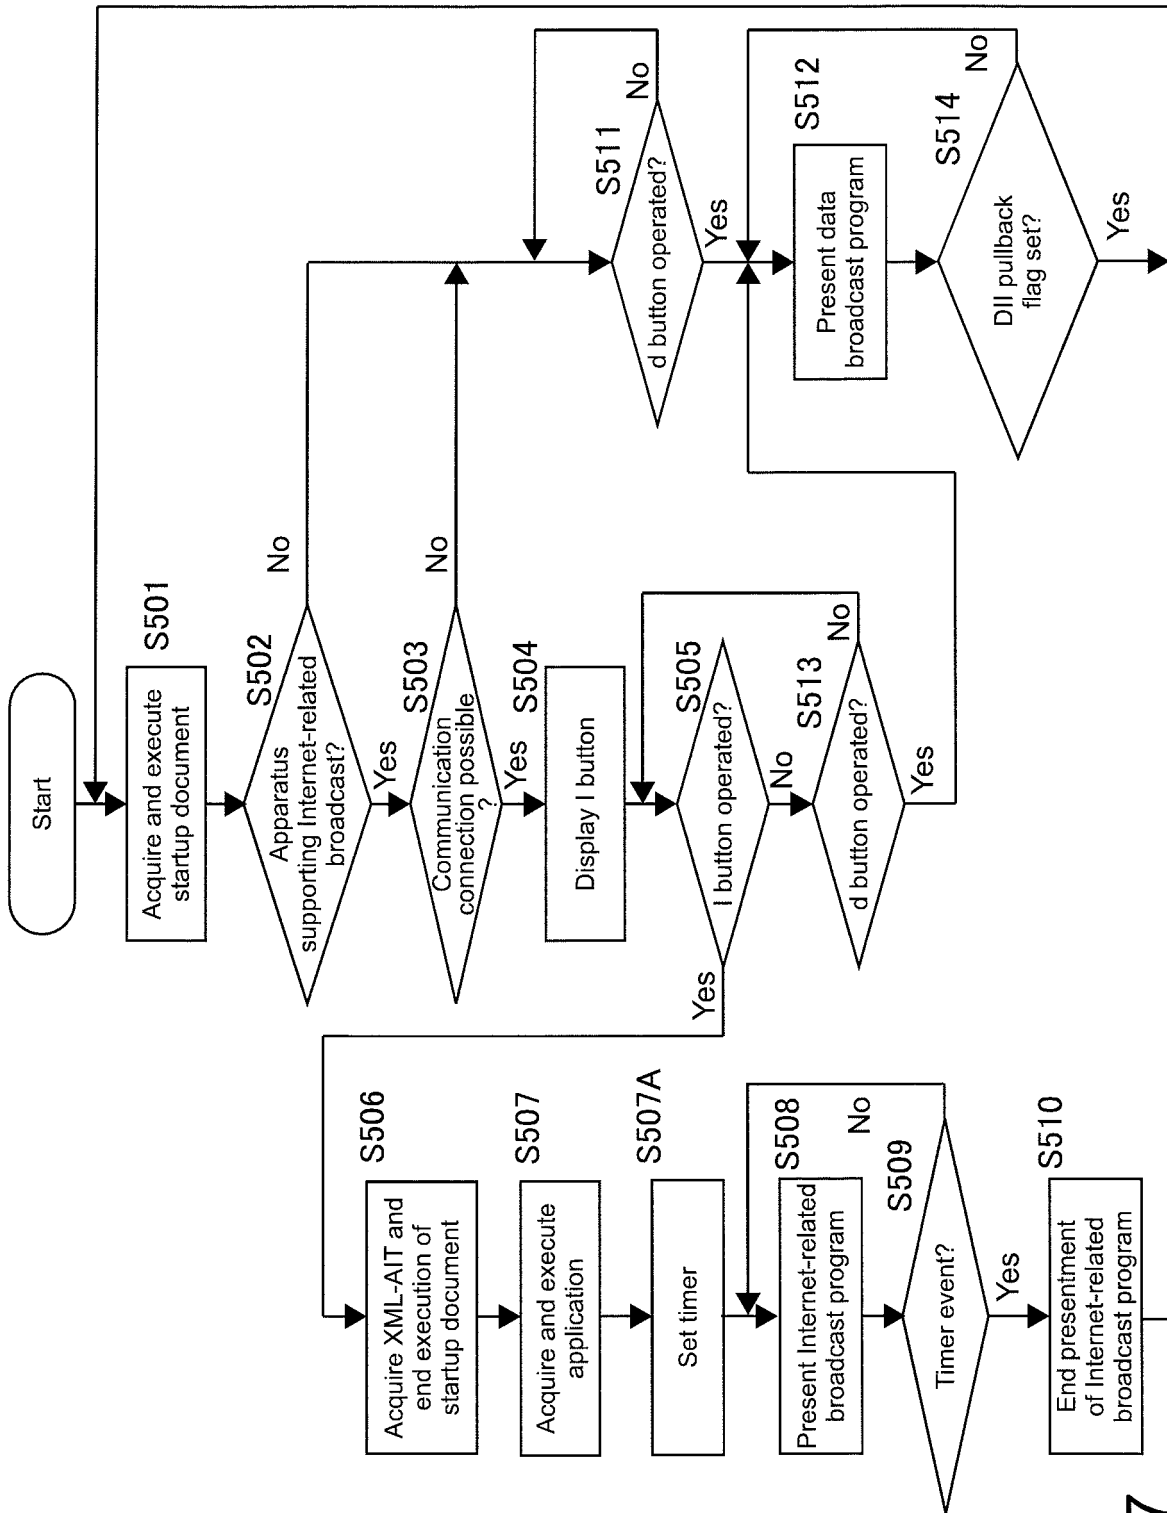 Start
S501
Acquire and execute
startup document
S502
Apparatus
supporting Internet-related
broadcast?
No
Yes
S503
Communication
connection possible
?
No
Yes
S504
Display I button
S505
I button operated?
Yes
No
S513
d button operated?
No
Yes
S506
Acquire XML-AIT and
end execution of
startup document
S507
Acquire and execute
application
S507A
Set timer
S508
Present Internet-related
broadcast program
S509
Timer event?
No
Yes
S510
End presentment
of Internet-related
broadcast program
S511
d button operated?
No
Yes
S512
Present data
broadcast program
S514
DII pullback
flag set?
No
Yes
7